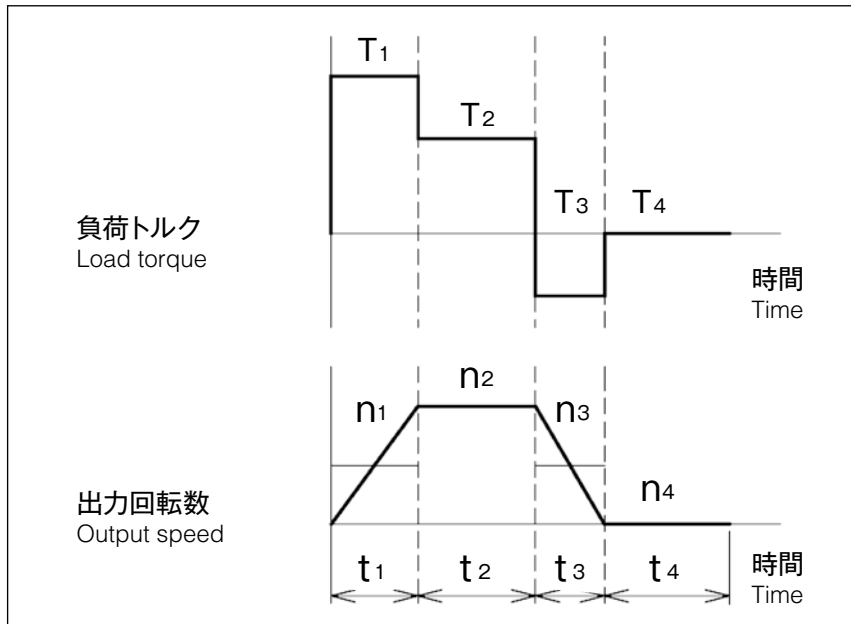 T1
T2
T3 T4
負荷トルク
Load torque
時間
Time
n1 n2 n3
n4
出力回転数
Output speed
t1 t2 t3 t4
時間
Time